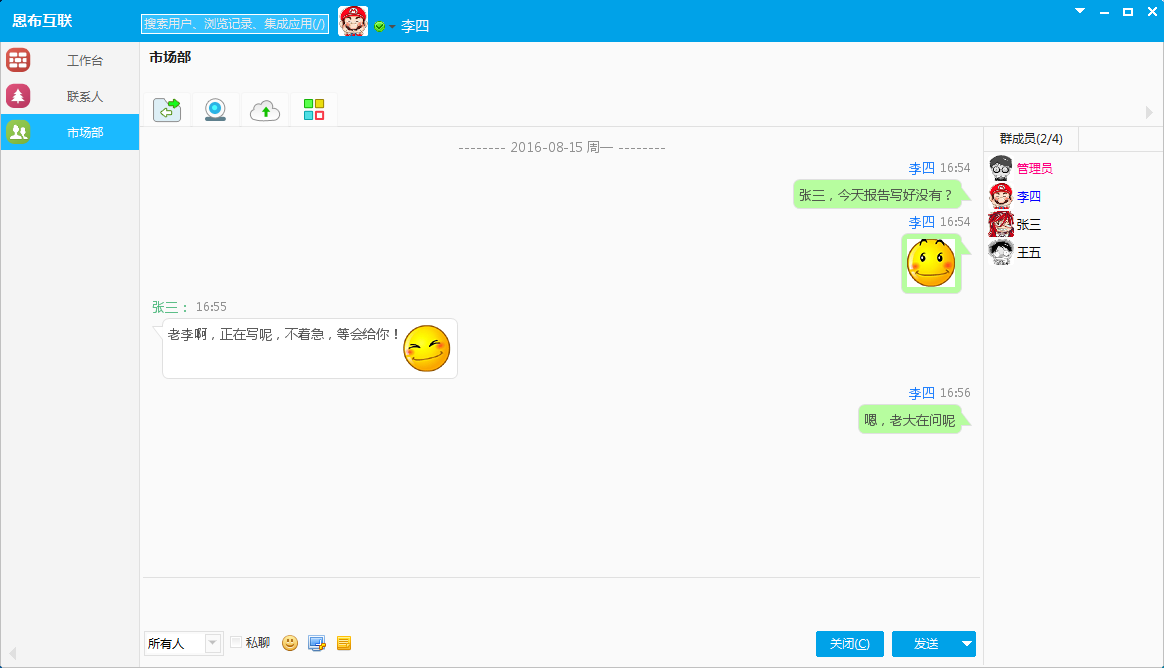 恩布互联
搜索用户、浏览记录、集成应用(/)
李四
工作台
联系人
市场部
市场部
群成员(2/4)
管理员
李四
张三
王五
-------- 2016-08-15 周一 --------
李四 16:54
张三，今天报告写好没有？
李四 16:54
张三： 16:55
老李啊，正在写呢，不着急，等会给你！
李四 16:56
嗯，老大在问呢
所有人
私聊
关闭(C)
发送